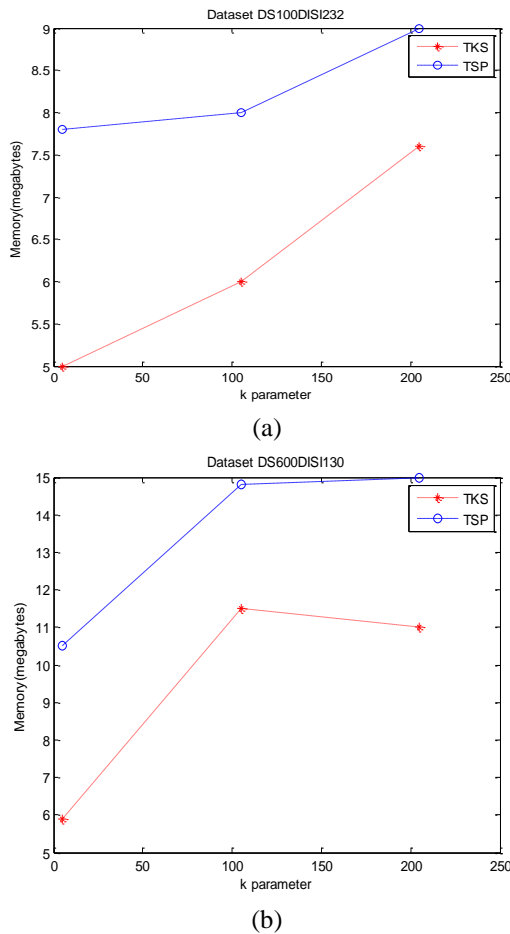 Dataset DS100DISI232
TKS
TSP
9
8.5
8
7.5
7
6.5
6
5.5
5
Memory(megabytes)
0 50 100 150 200 250
k parameter
(a)
Dataset DS600DISI130
TKS
TSP
15
14
13
12
11
10
9
8
7
6
5
Memory(megabytes)
0 50 100 150 200 250
k parameter
(b)